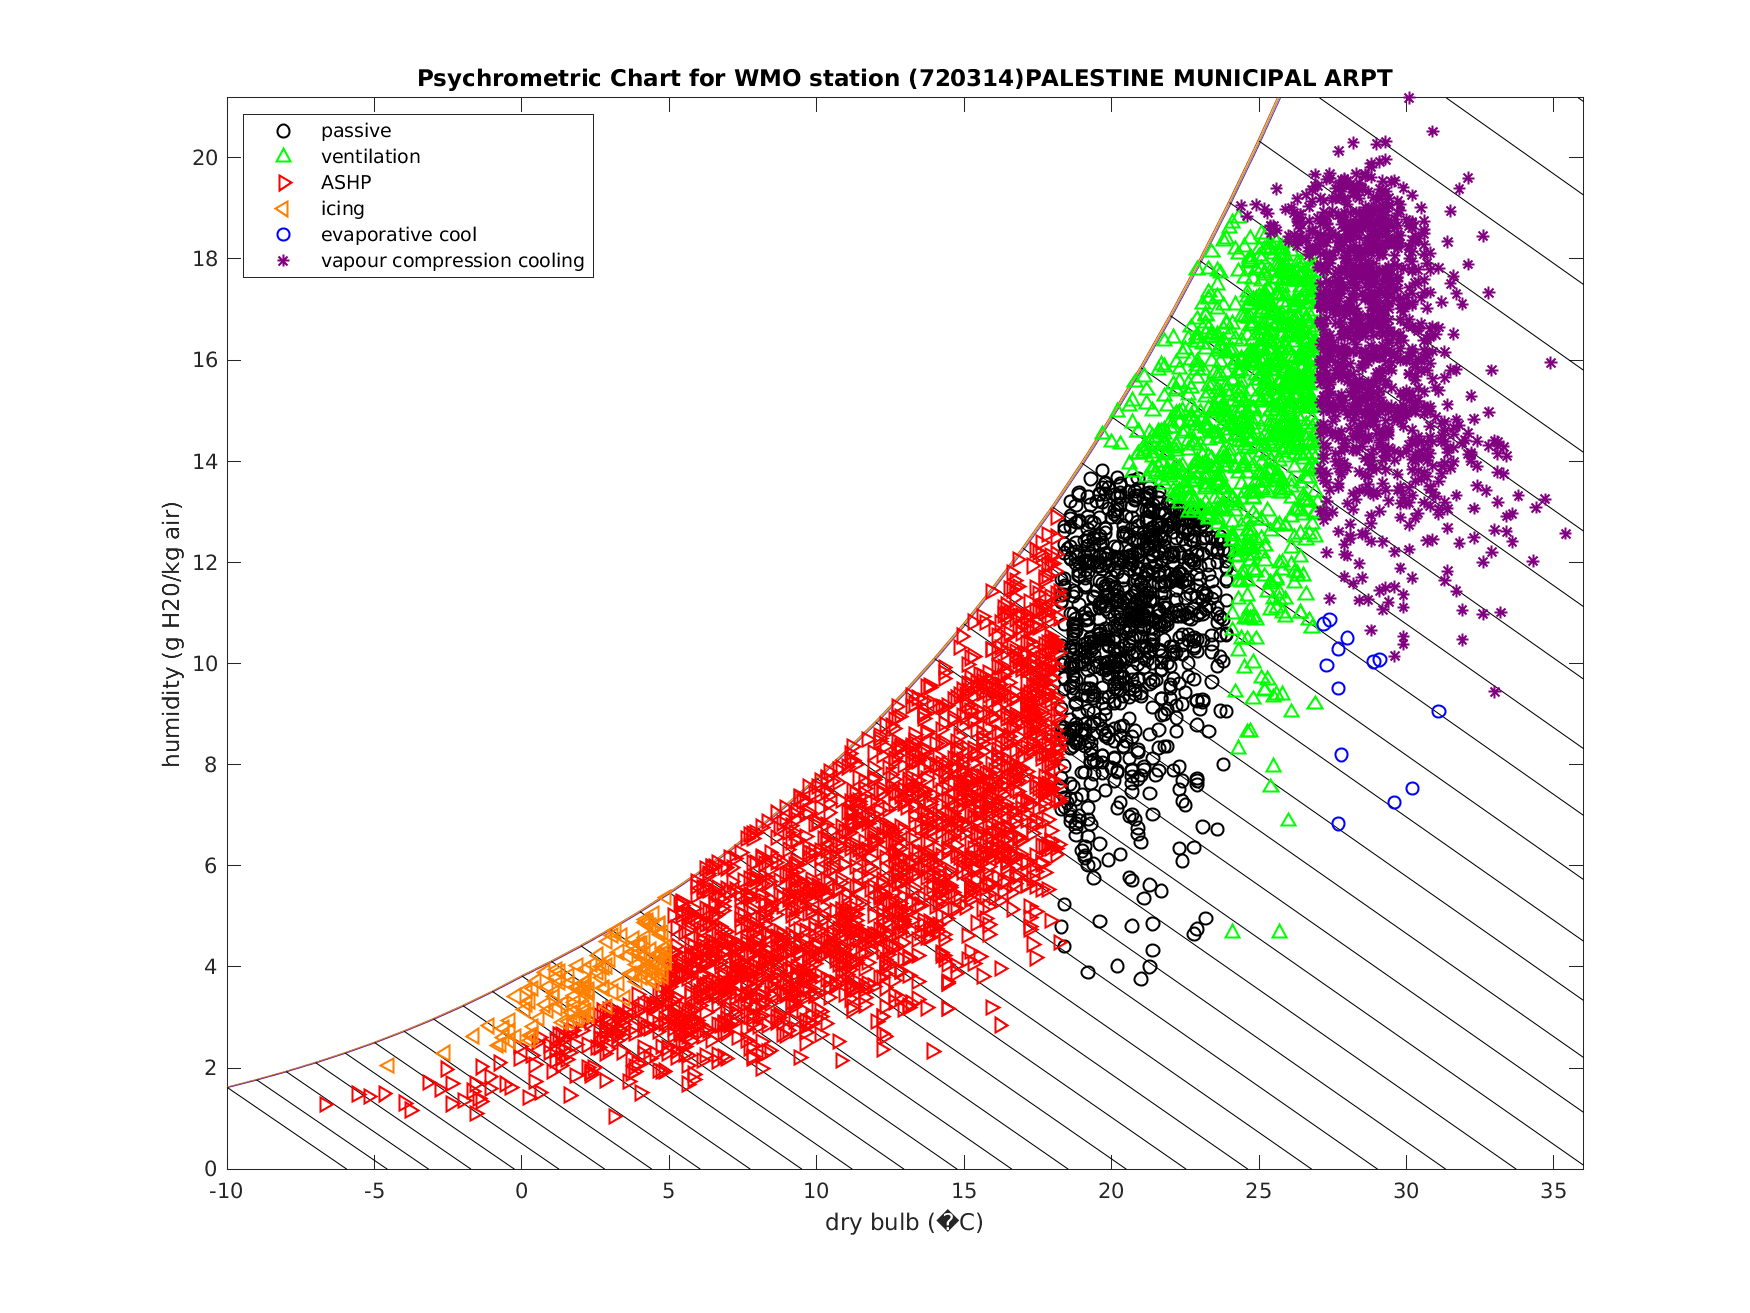 Psychrometric Chart for WMO station (720314)PALESTINE MUNICIPAL ARPT
passive
ventilation
ASHP
icing
evaporative cool
vapour compression cooling
20
18
16
14
12
10
8
6
4
2
0
humidity (g H20/kg air)
-10 -5 0 5 10 15 20 25 30 35
dry bulb (�C)